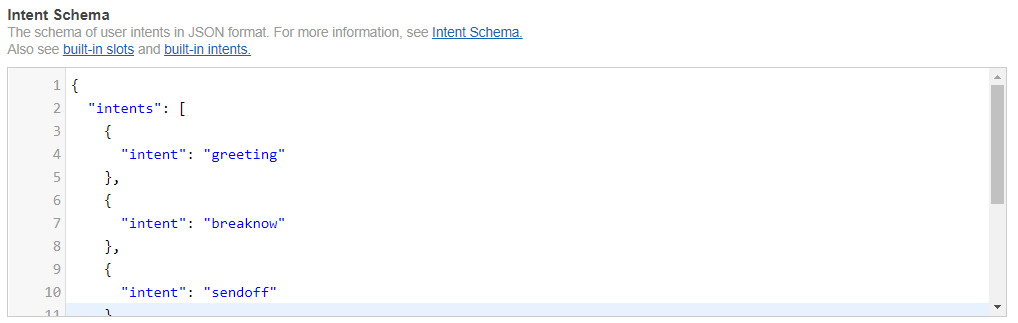 Intent Schema
The schema of user intents in JSON format. For more information, see Intent Schema.
Also see built-in slots and built-in intents.
1 {
2 "intents": [
3 {
4 "intent": "greeting"
5 },
6 {
7 "intent": "breaknow"
8 },
9 {
10 "intent": "sendoff"
11 }